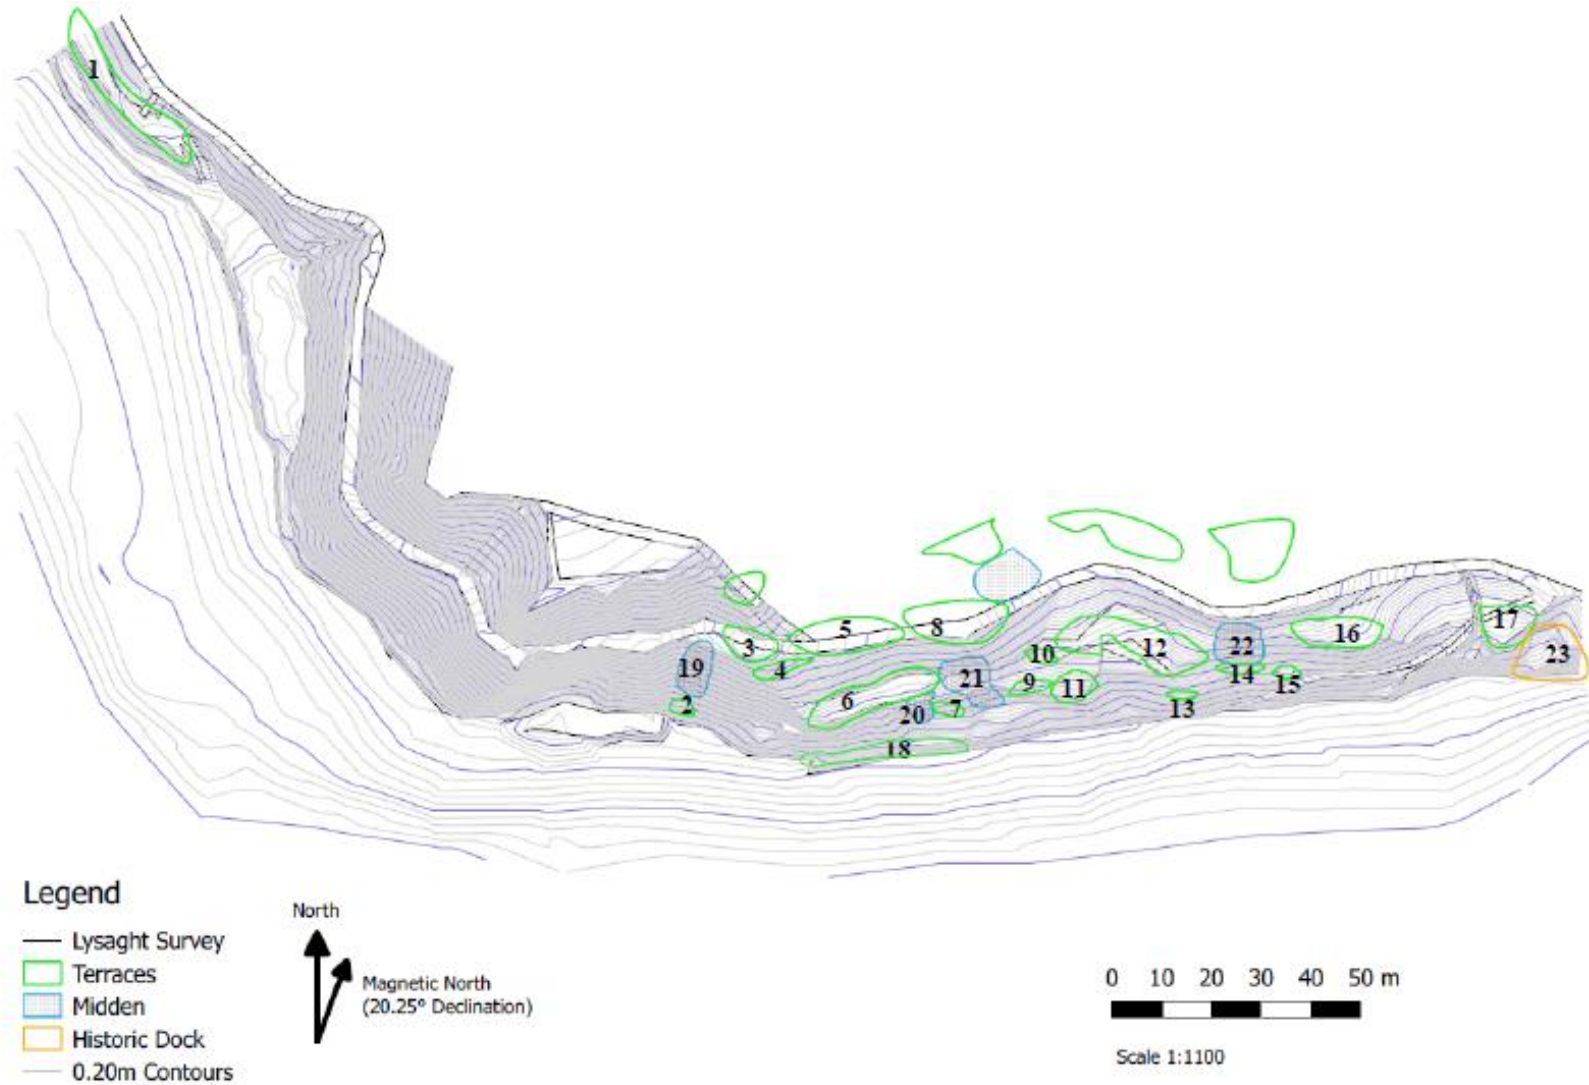 1
5
8
3
4
10
12
22
16
17
23
19
2
6
21
20
7
9
11
14
15
13
18
Legend
Lysaght Survey
Terraces
Midden
Historic Dock
0.20m Contours
North
Magnetic North
(20.25° Declination)
0 10 20 30 40 50 m
Scale 1:1100